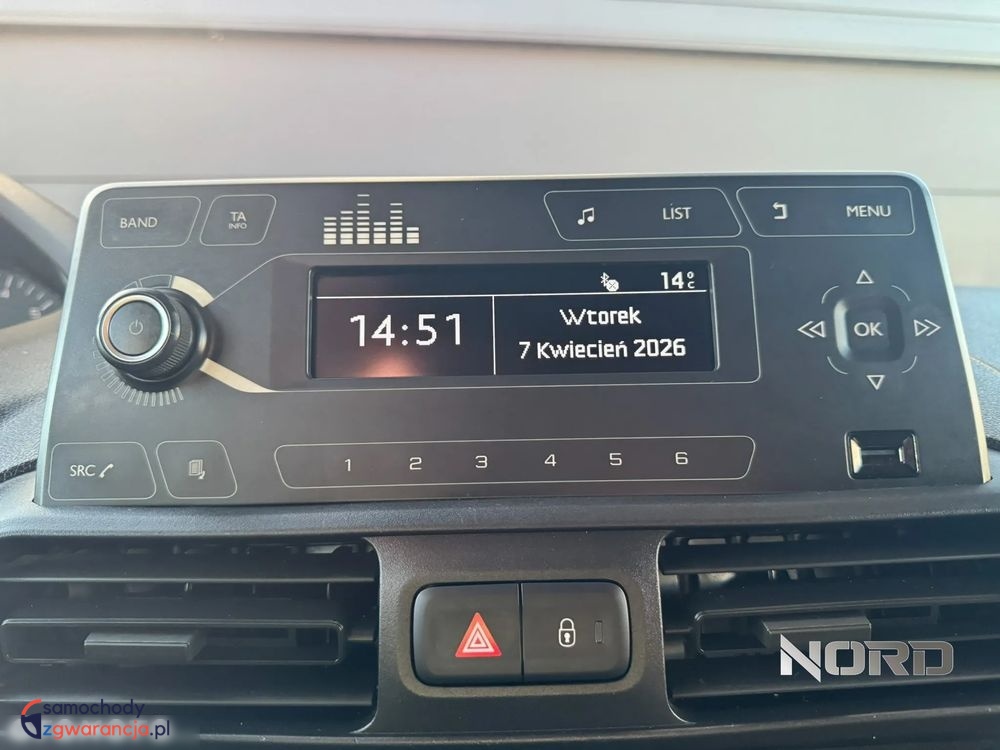 BAND
TA
INFO
LIST
MENU
14°C
14:51
Wtorek
7 Kwiecień 2026
OK
SRC
1 2 3 4 5 6
NORD
samochody
zgwarancja.pl